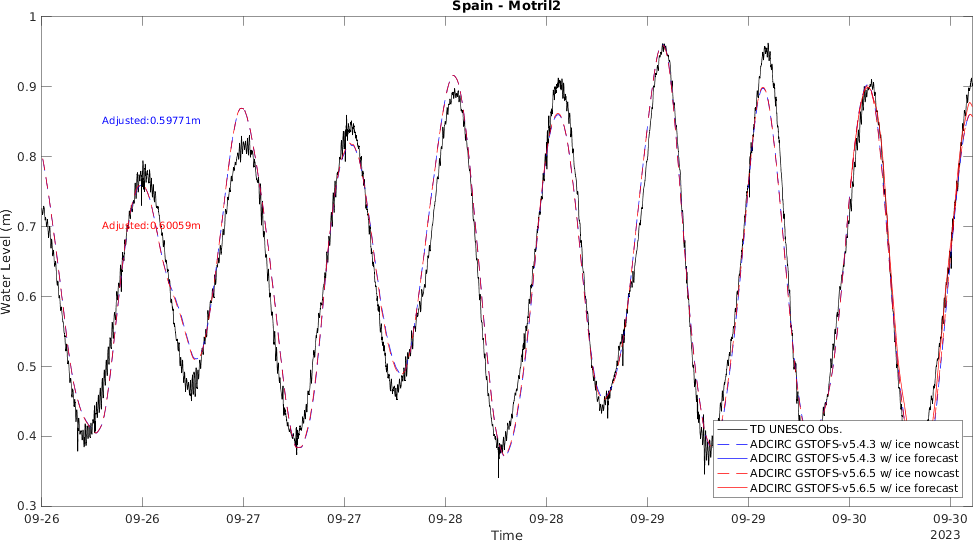 Spain - Motril2
1
0.9
0.8
0.7
0.6
0.5
0.4
0.3
Water Level (m)
Adjusted:0.59771m
Adjusted:0.60059m
TD UNESCO Obs.
ADCIRC GSTOFS-v5.4.3 w/ ice nowcast
ADCIRC GSTOFS-v5.4.3 w/ ice forecast
ADCIRC GSTOFS-v5.6.5 w/ ice nowcast
ADCIRC GSTOFS-v5.6.5 w/ ice forecast
09-26 09-26 09-27 09-27 09-28 09-28 09-29 09-29 09-30 09-30
2023
Time